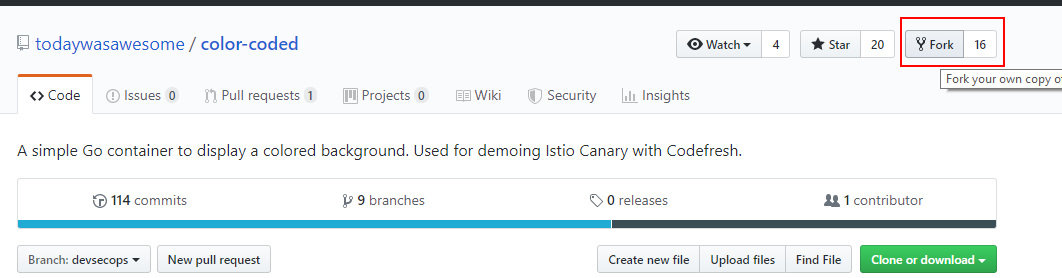 todaywasawesome / color-coded Watch 4 Star 20 Fork 16
Fork your own copy o
Code Issues 0 Pull requests 1 Projects 0 Wiki Security Insights
A simple Go container to display a colored background. Used for demoing Istio Canary with Codefresh.
114 commits 9 branches 0 releases 1 contributor
Branch: devsecops New pull request Create new file Upload files Find File Clone or download